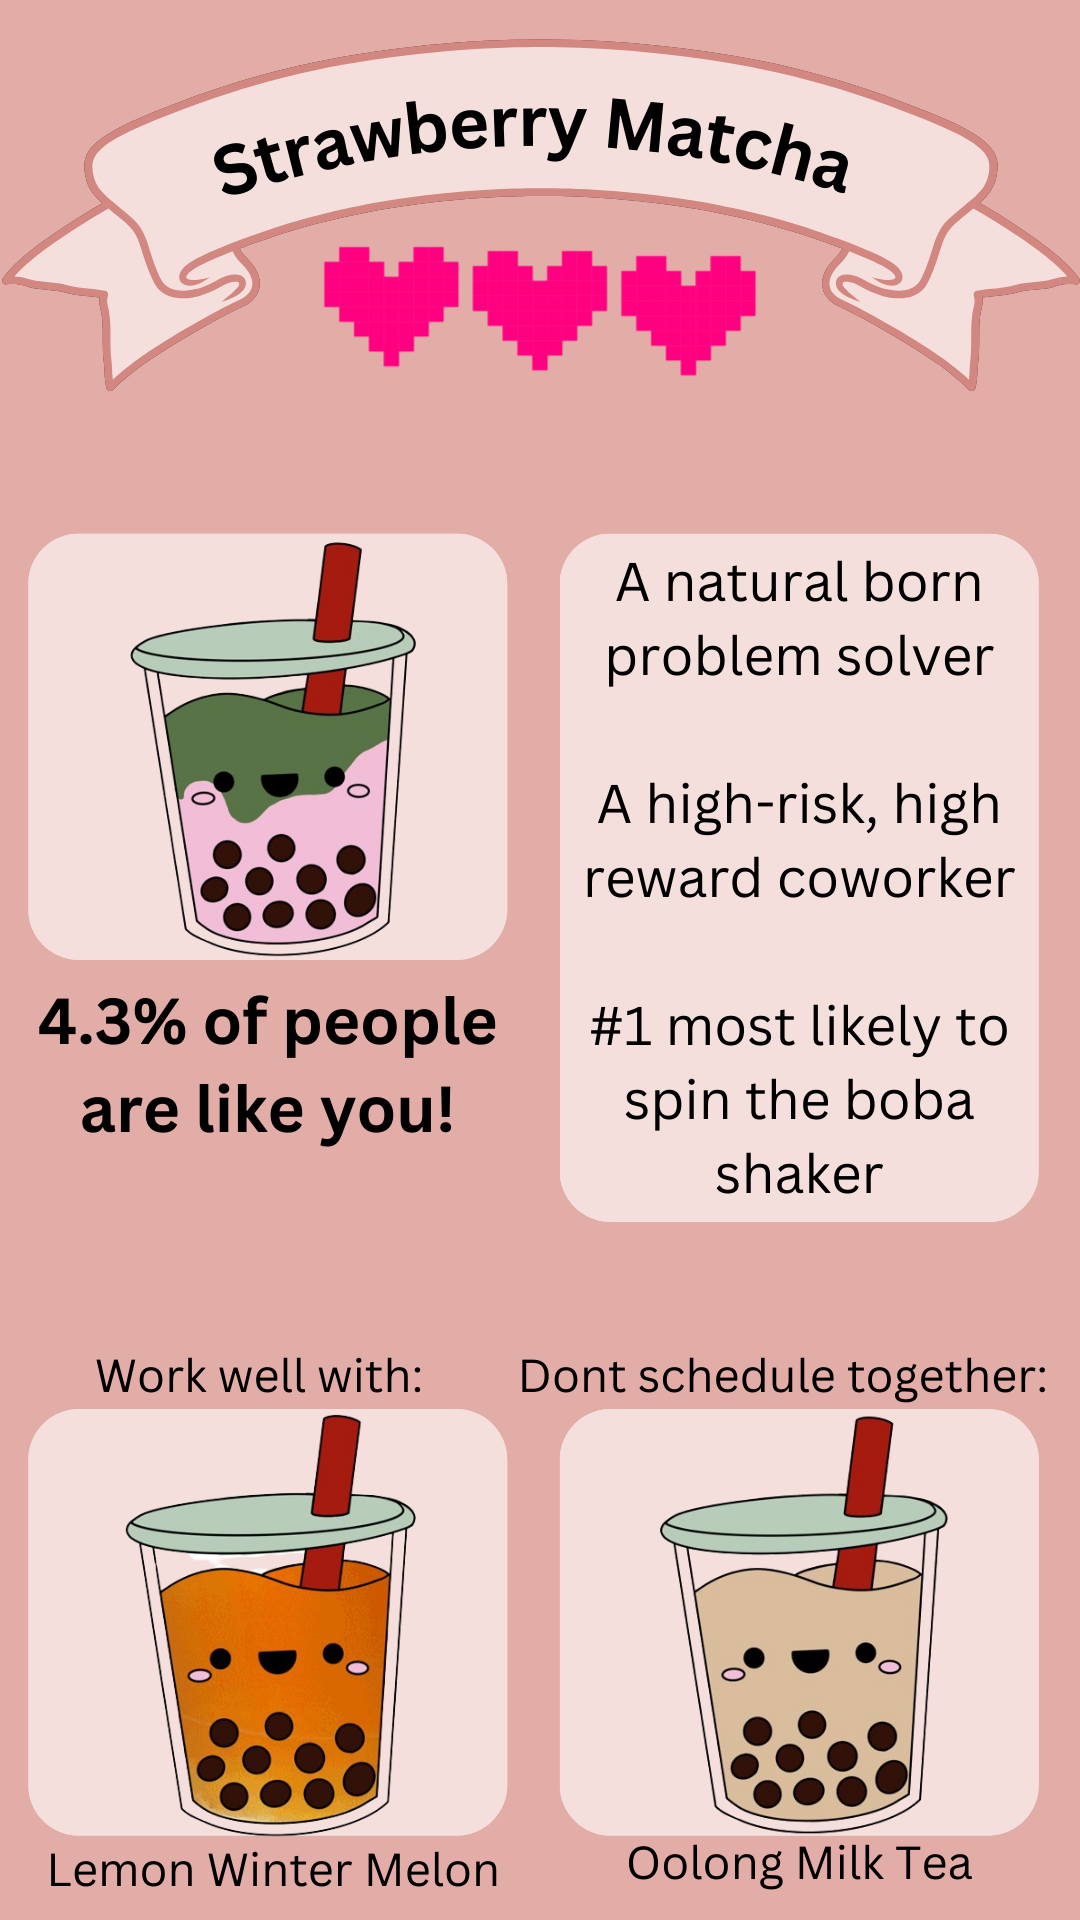 Strawberry Matcha
A natural born
problem solver
A high-risk, high
reward coworker
#1 most likely to
spin the boba
shaker
4.3% of people
are like you!
Work well with:
Dont schedule together:
Lemon Winter Melon
Oolong Milk Tea